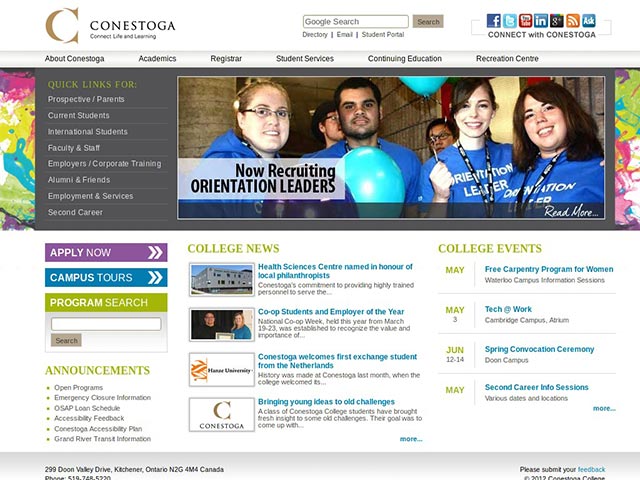 CONESTOGA
Connect Life and Learning
Google Search
Search
Directory | Email | Student Portal
You Tube
in
Ask
CONNECT with CONESTOGA
About Conestoga
Academics
Registrar
Student Services
Continuing Education
Recreation Centre
QUICK LINKS FOR:
Prospective / Parents
Current Students
International Students
Faculty & Staff
Employers / Corporate Training
Alumni & Friends
Employment & Services
Second Career
Now Recruiting
ORIENTATION LEADERS
ORIENTATION
LEADER
Read More...
APPLY NOW
CAMPUS TOURS
PROGRAM SEARCH
Search
ANNOUNCEMENTS
Open Programs
Emergency Closure Information
OSAP Loan Schedule
Accessibility Feedback
Conestoga Accessibility Plan
Grand River Transit Information
COLLEGE NEWS
Health Sciences Centre named in honour of
local philanthropists
Conestoga's commitment to providing highly trained
personnel to serve the...
Co-op Students and Employer of the Year
National Co-op Week, held this year from March
19-23, was established to recognize the value and
importance of...
Hanze University
Conestoga welcomes first exchange student
from the Netherlands
History was made at Conestoga last month, when the
college welcomed its...
CONESTOGA
Bringing young ideas to old challenges
A class of Conestoga College students have brought
fresh insight to some old challenges. Their goal was to
come up with...
more...
COLLEGE EVENTS
MAY
Free Carpentry Program for Women
Waterloo Campus Information Sessions
MAY
3
Tech @ Work
Cambridge Campus, Atrium
JUN
12-14
Spring Convocation Ceremony
Doon Campus
MAY
Second Career Info Sessions
Various dates and locations
more...
299 Doon Valley Drive, Kitchener, Ontario N2G 4M4 Canada
Phone: 519-748-5220
Please submit your feedback
© 2012 Conestoga College